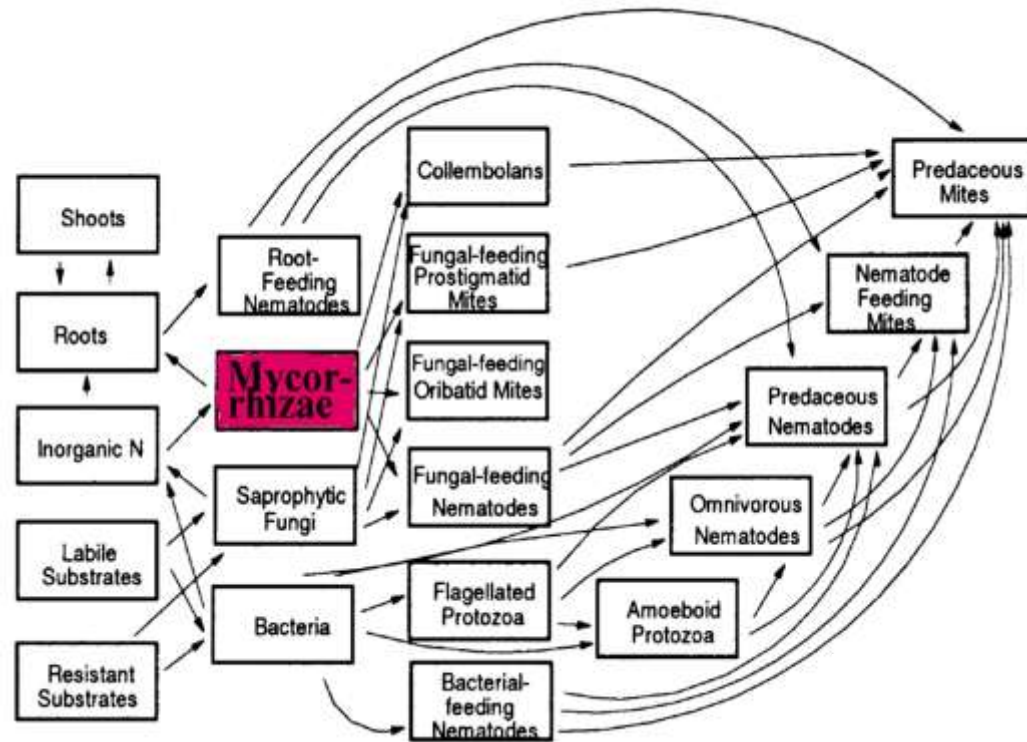 Shoots
Roots
Inorganic N
Labile
Substrates
Resistant
Substrates
Root-
Feeding
Nematodes
Mycor-
rhizae
Saprophytic
Fungi
Bacteria
Collembolans
Fungal-feeding
Prostigmatid
Mites
Fungal-feeding
Oribatid Mites
Fungal-feeding
Nematodes
Flagellated
Protozoa
Bacterial-
feeding
Nematodes
Amoeboid
Protozoa
Omnivorous
Nematodes
Predaceous
Nematodes
Nematode
Feeding
Mites
Predaceous
Mites